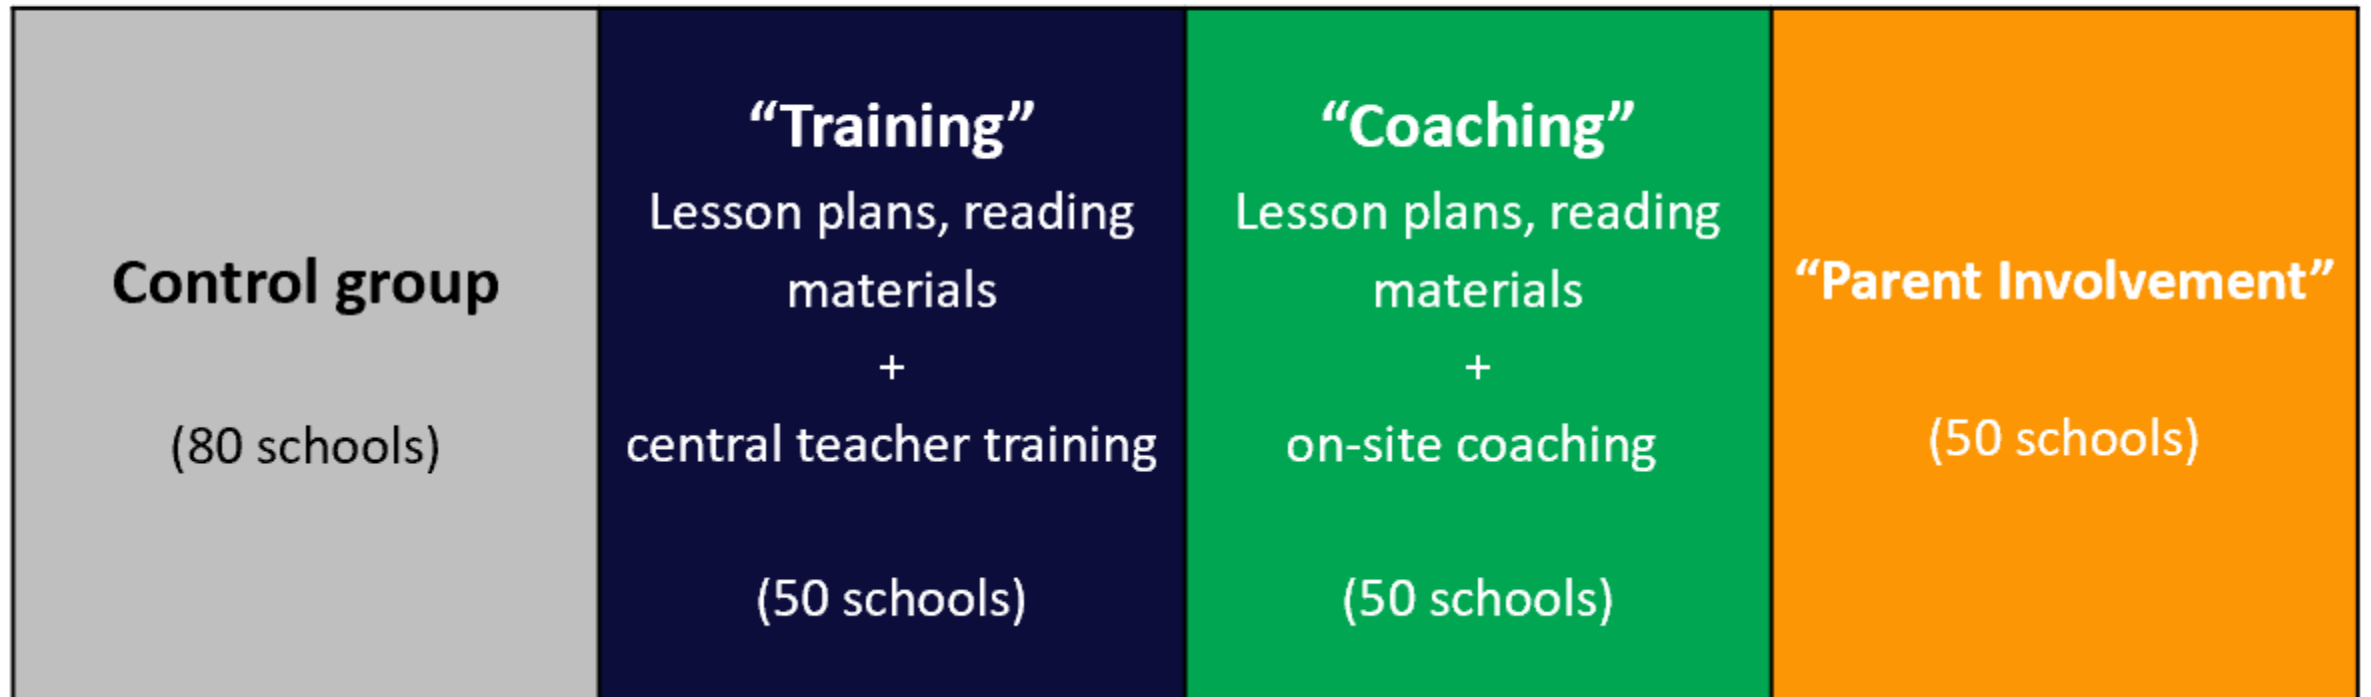 Control group
(80 schools)
“Training”
Lesson plans, reading
materials
+
central teacher training
(50 schools)
“Coaching”
Lesson plans, reading
materials
+
on-site coaching
(50 schools)
“Parent Involvement”
(50 schools)